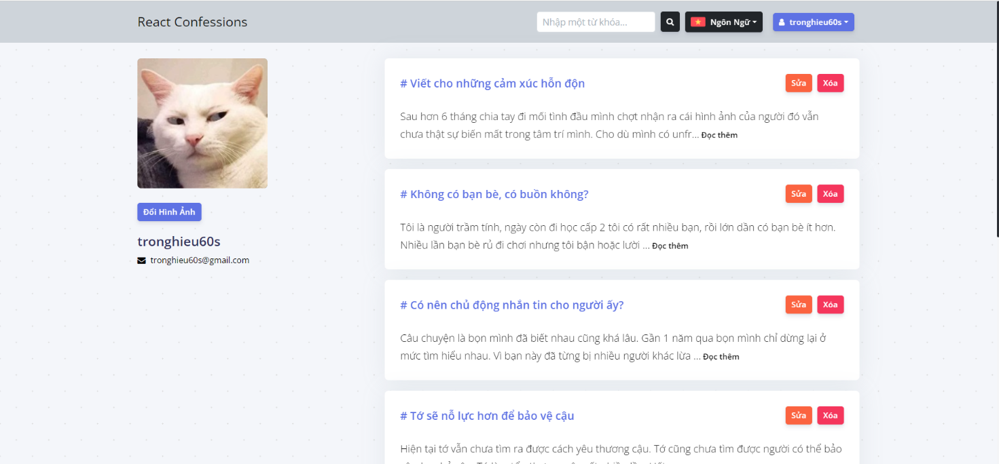 React Confessions
Nhập một từ khóa...
Ngôn Ngữ
tronghieu60s
Đổi Hình Ảnh
tronghieu60s
tronghieu60s@gmail.com
# Viết cho những cảm xúc hỗn độn
Sửa
Xóa
Sau hơn 6 tháng chia tay đi mối tình đầu mình chợt nhận ra cái hình ảnh của người đó vẫn
chưa thật sự biến mất trong tâm trí mình. Cho dù mình có unfr... Đọc thêm
# Không có bạn bè, có buồn không?
Sửa
Xóa
Tôi là người trầm tính, ngày còn đi học cấp 2 tôi có rất nhiều bạn, rồi lớn dần có bạn bè ít hơn.
Nhiều lần bạn bè rủ đi chơi nhưng tôi bận hoặc lười ... Đọc thêm
# Có nên chủ động nhắn tin cho người ấy?
Sửa
Xóa
Câu chuyện là bọn mình đã biết nhau cũng khá lâu. Gần 1 năm qua bọn mình chỉ dừng lại ở
mức tìm hiểu nhau. Vì bạn này đã từng bị nhiều người khác lừa ... Đọc thêm
# Tớ sẽ nỗ lực hơn để bảo vệ cậu
Sửa
Xóa
Hiện tại tớ vẫn chưa tìm ra được cách yêu thương cậu. Tớ cũng chưa tìm được người có thể bảo